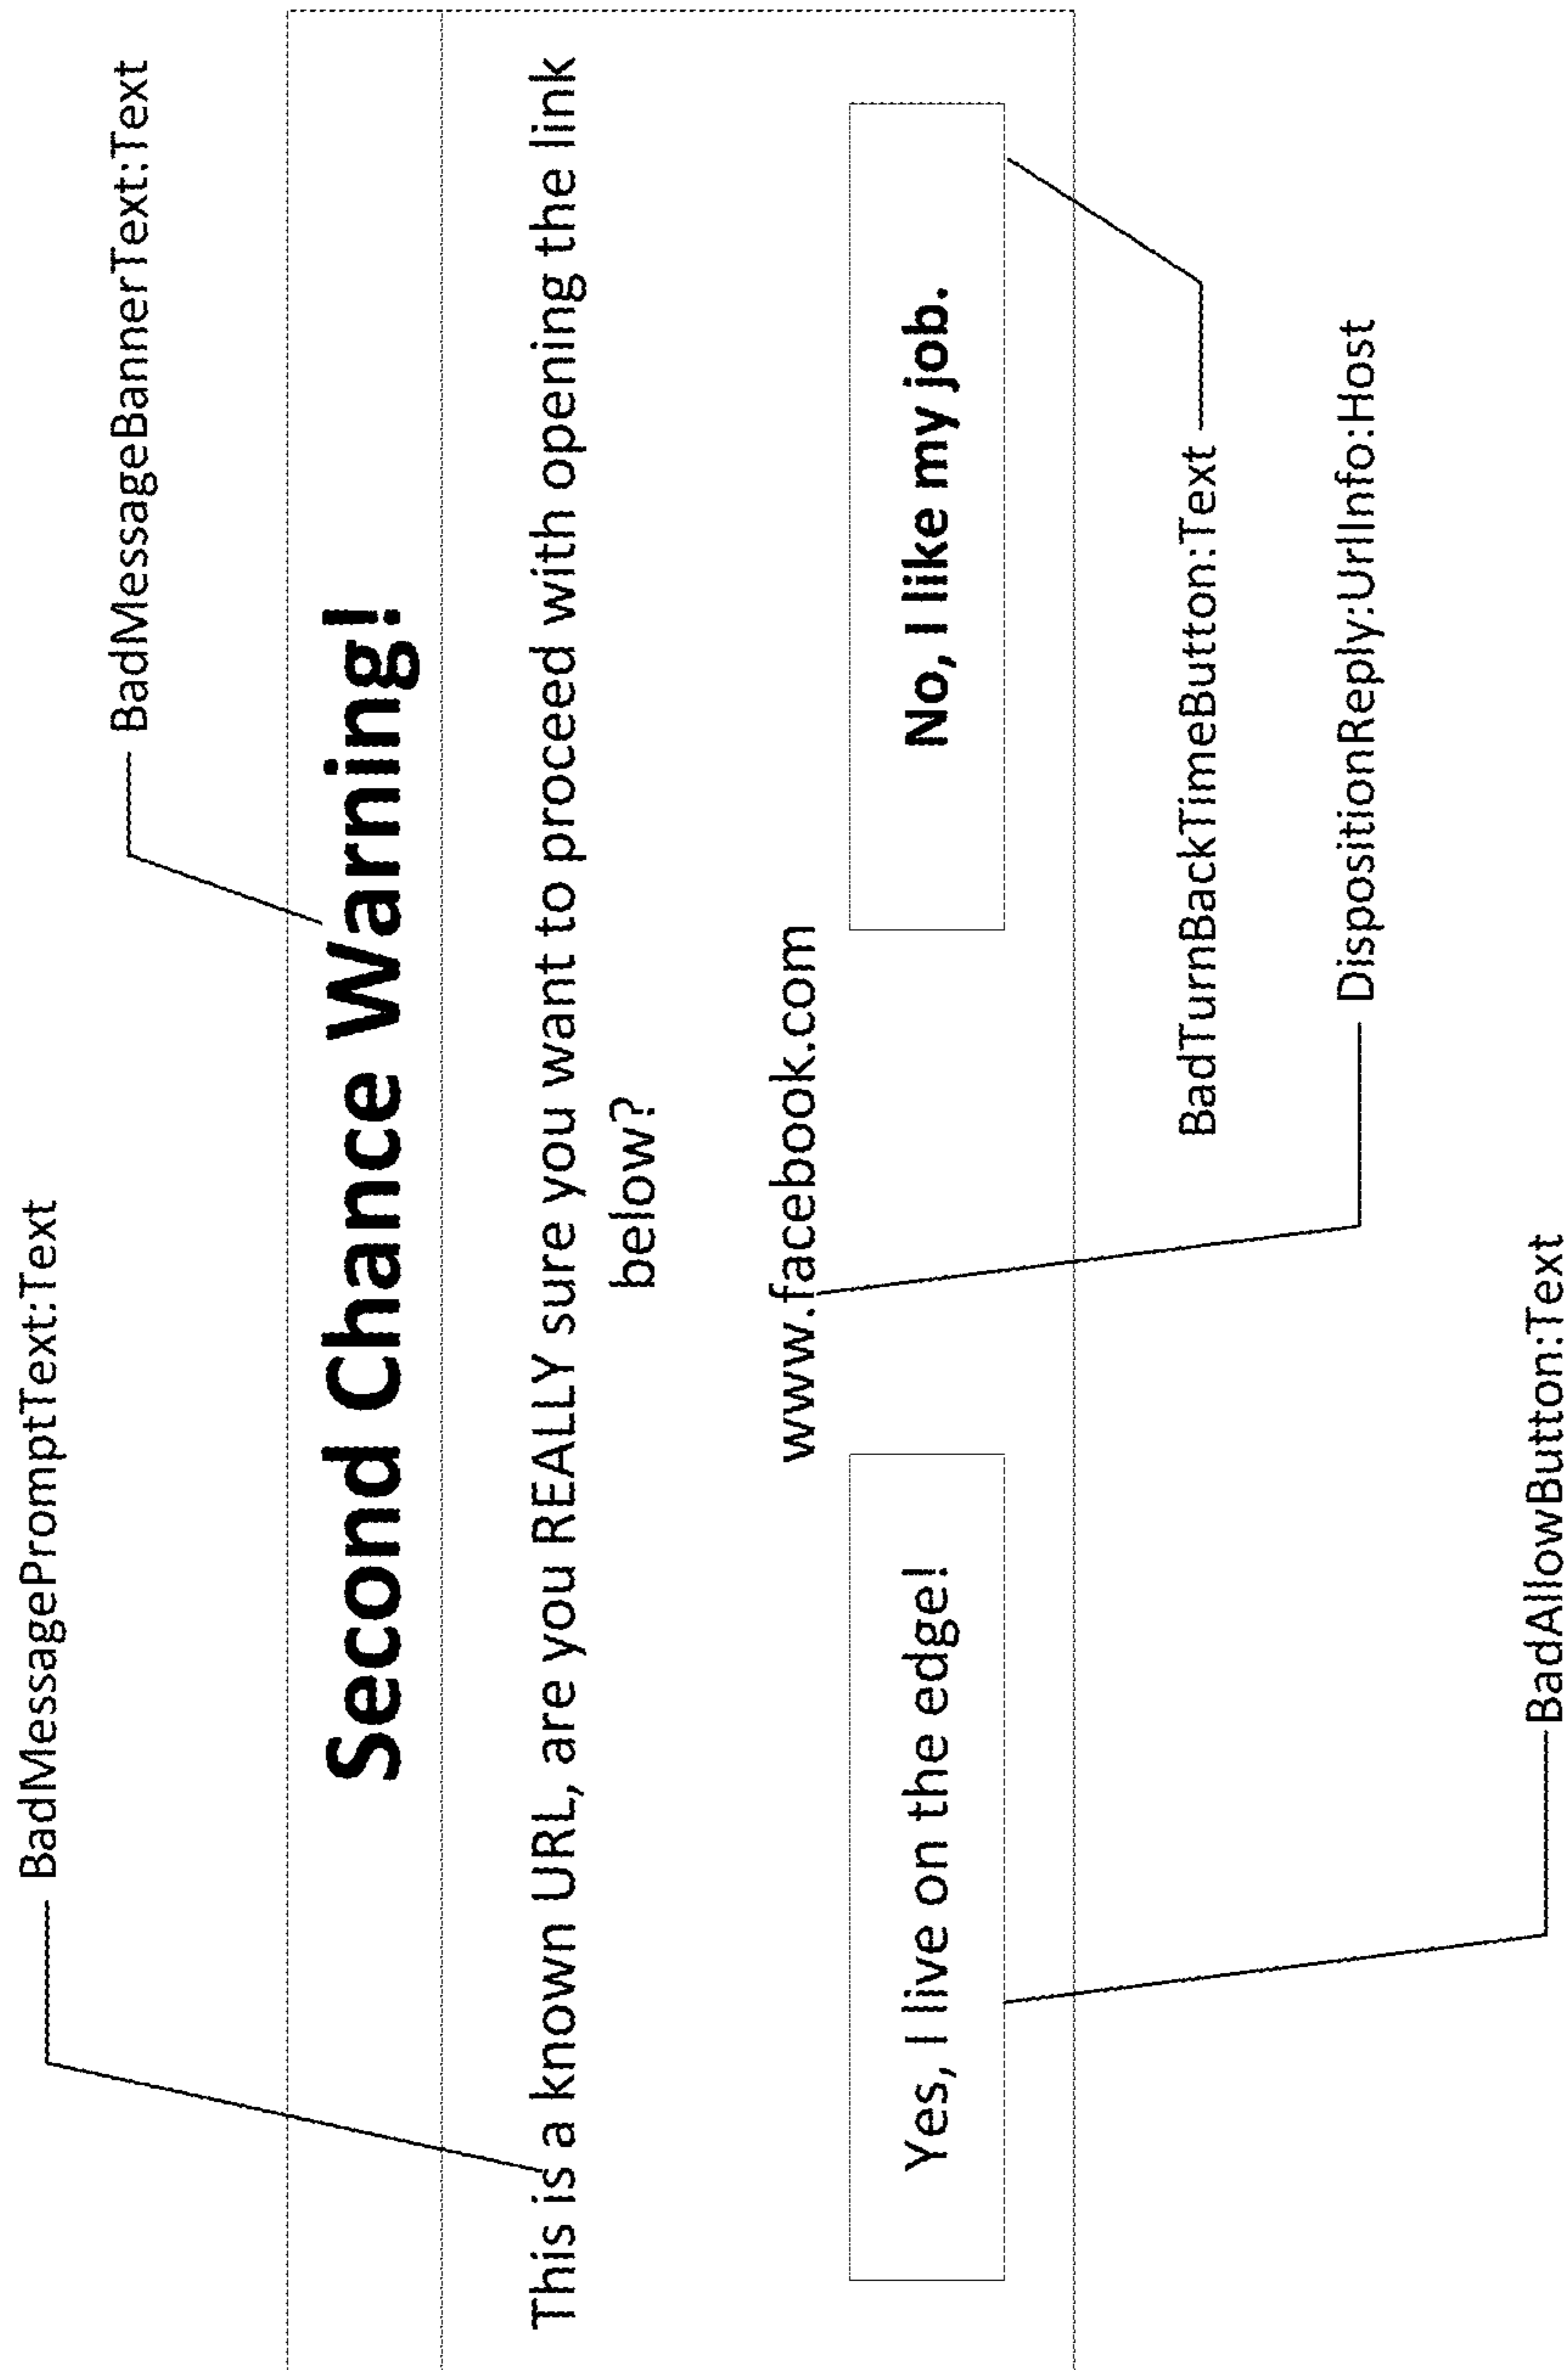 BadMessagePromptText:Text
BadMessageBannerText:Text
Second Chance Warning!
This is a known URL, are you REALLY sure you want to proceed with opening the link
below?
www.facebook.com
Yes, I live on the edge!
No, I like my job.
BadTurnBackTimeButton:Text
DispositionReply:UrlInfo:Host
BadAllowButton:Text